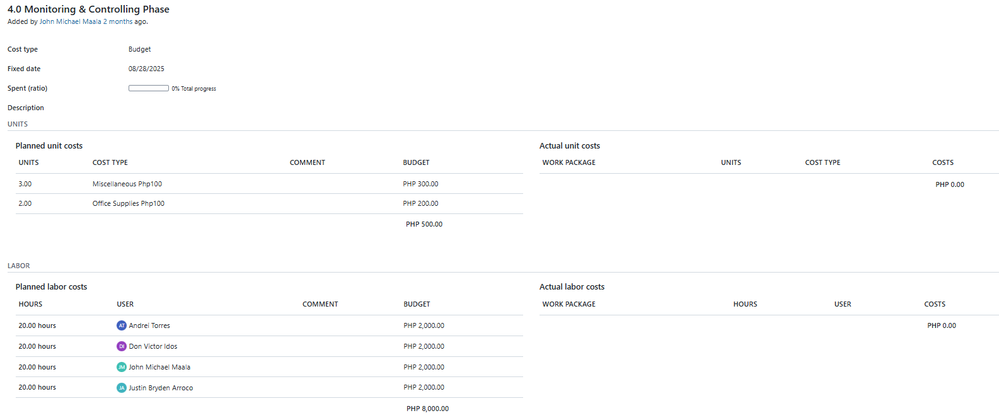 4.0 Monitoring & Controlling Phase
Added by John Michael Maala 2 months ago.
Cost type Budget
Fixed date 08/28/2025
Spent (ratio) 0% Total progress
Description
UNITS
Planned unit costs
UNITS COST TYPE COMMENT BUDGET
3.00 Miscellaneous Php100 PHP 300.00
2.00 Office Supplies Php100 PHP 200.00
PHP 500.00
Actual unit costs
WORK PACKAGE UNITS COST TYPE COSTS
PHP 0.00
LABOR
Planned labor costs
HOURS USER COMMENT BUDGET
20.00 hours AT Andrei Torres PHP 2,000.00
20.00 hours DI Don Victor Idos PHP 2,000.00
20.00 hours JM John Michael Maala PHP 2,000.00
20.00 hours JA Justin Bryden Arroco PHP 2,000.00
PHP 8,000.00
Actual labor costs
WORK PACKAGE HOURS USER COSTS
PHP 0.00